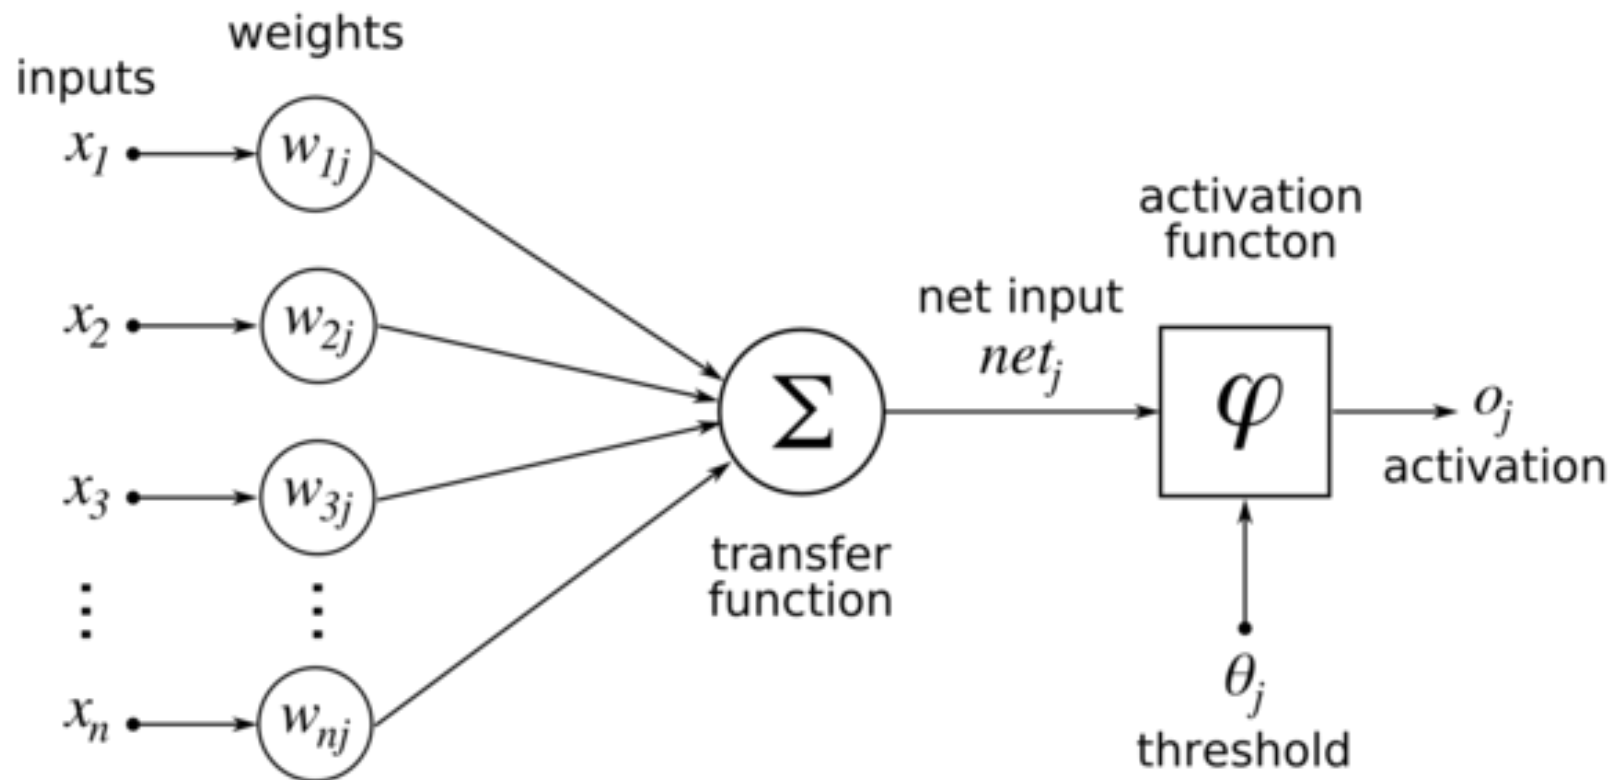 weights
inputs
x1
w1j
x2
w2j
x3
w3j
⋮
⋮
xn
wnj
Σ
transfer
function
net input
netj
activation
functon
φ
oj
activation
θj
threshold